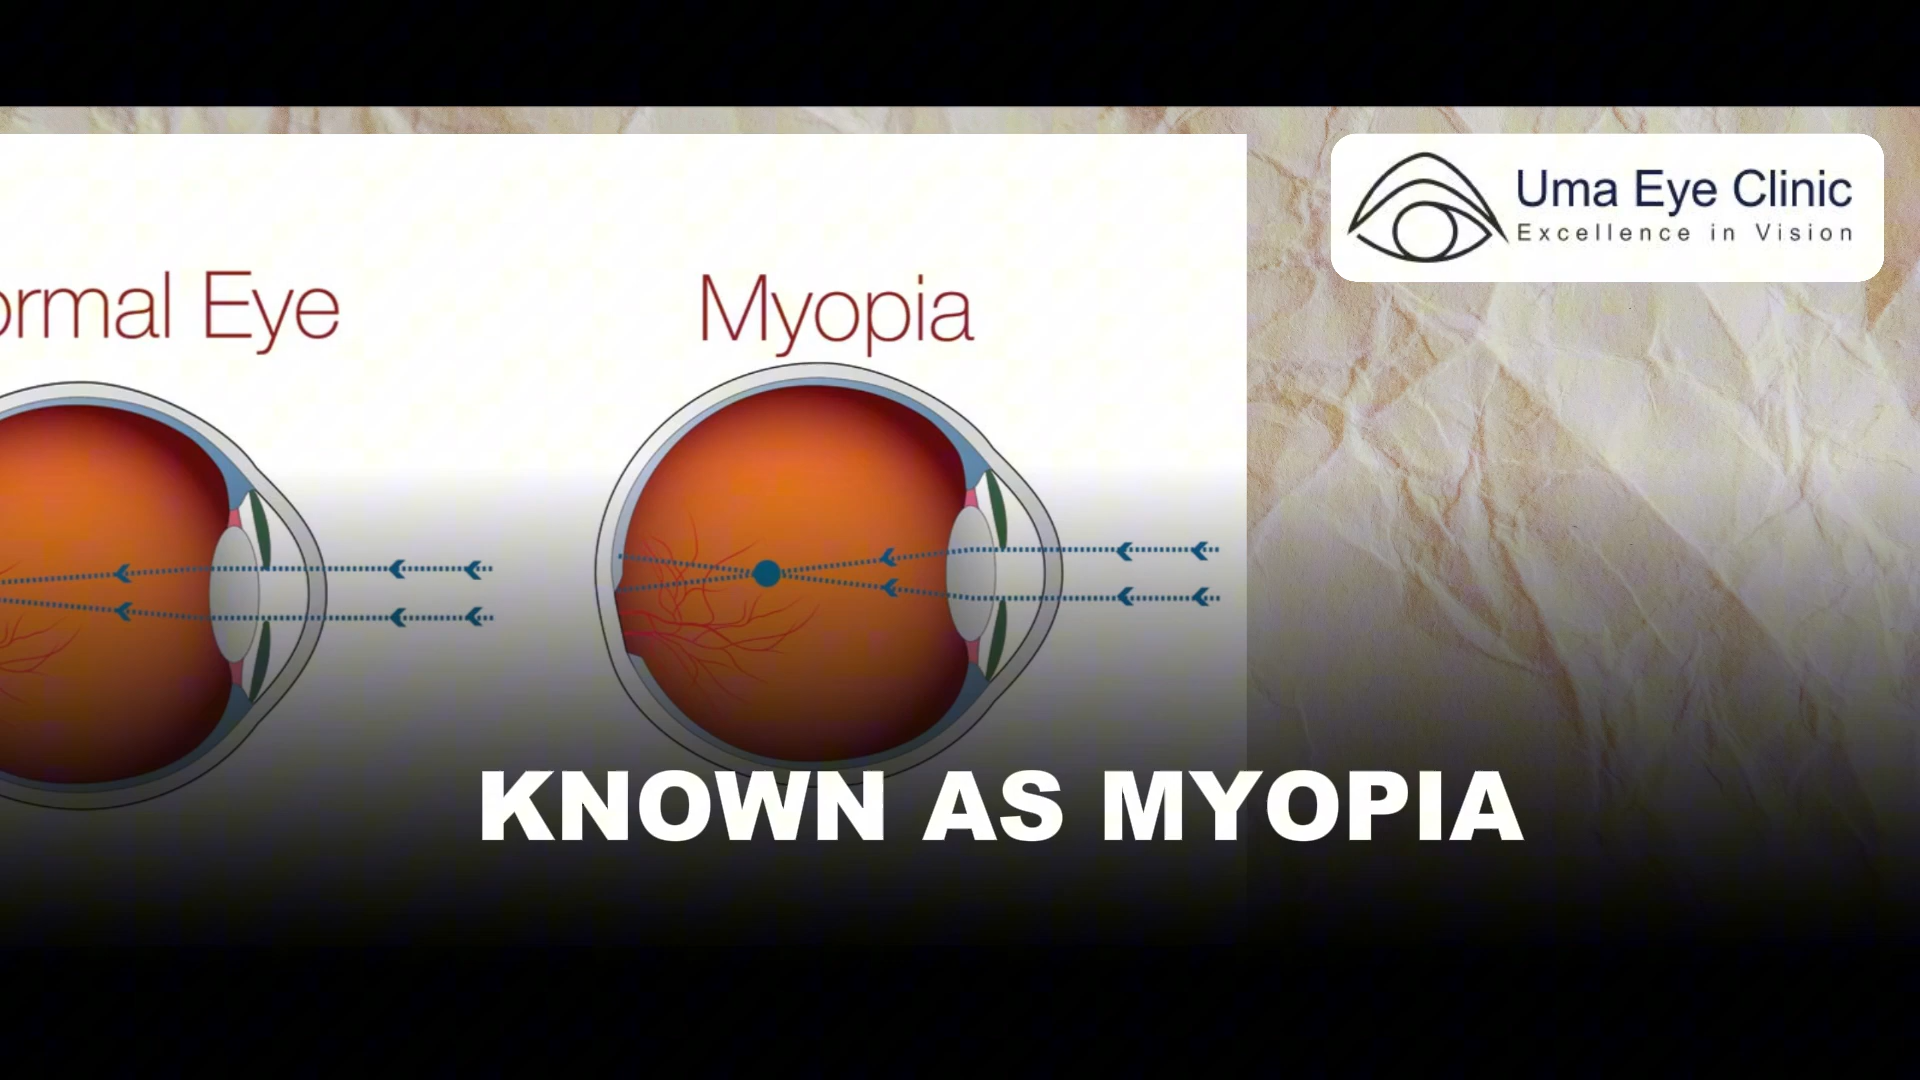 ormal Eye
Myopia
Uma Eye Clinic
Excellence in Vision
KNOWN AS MYOPIA